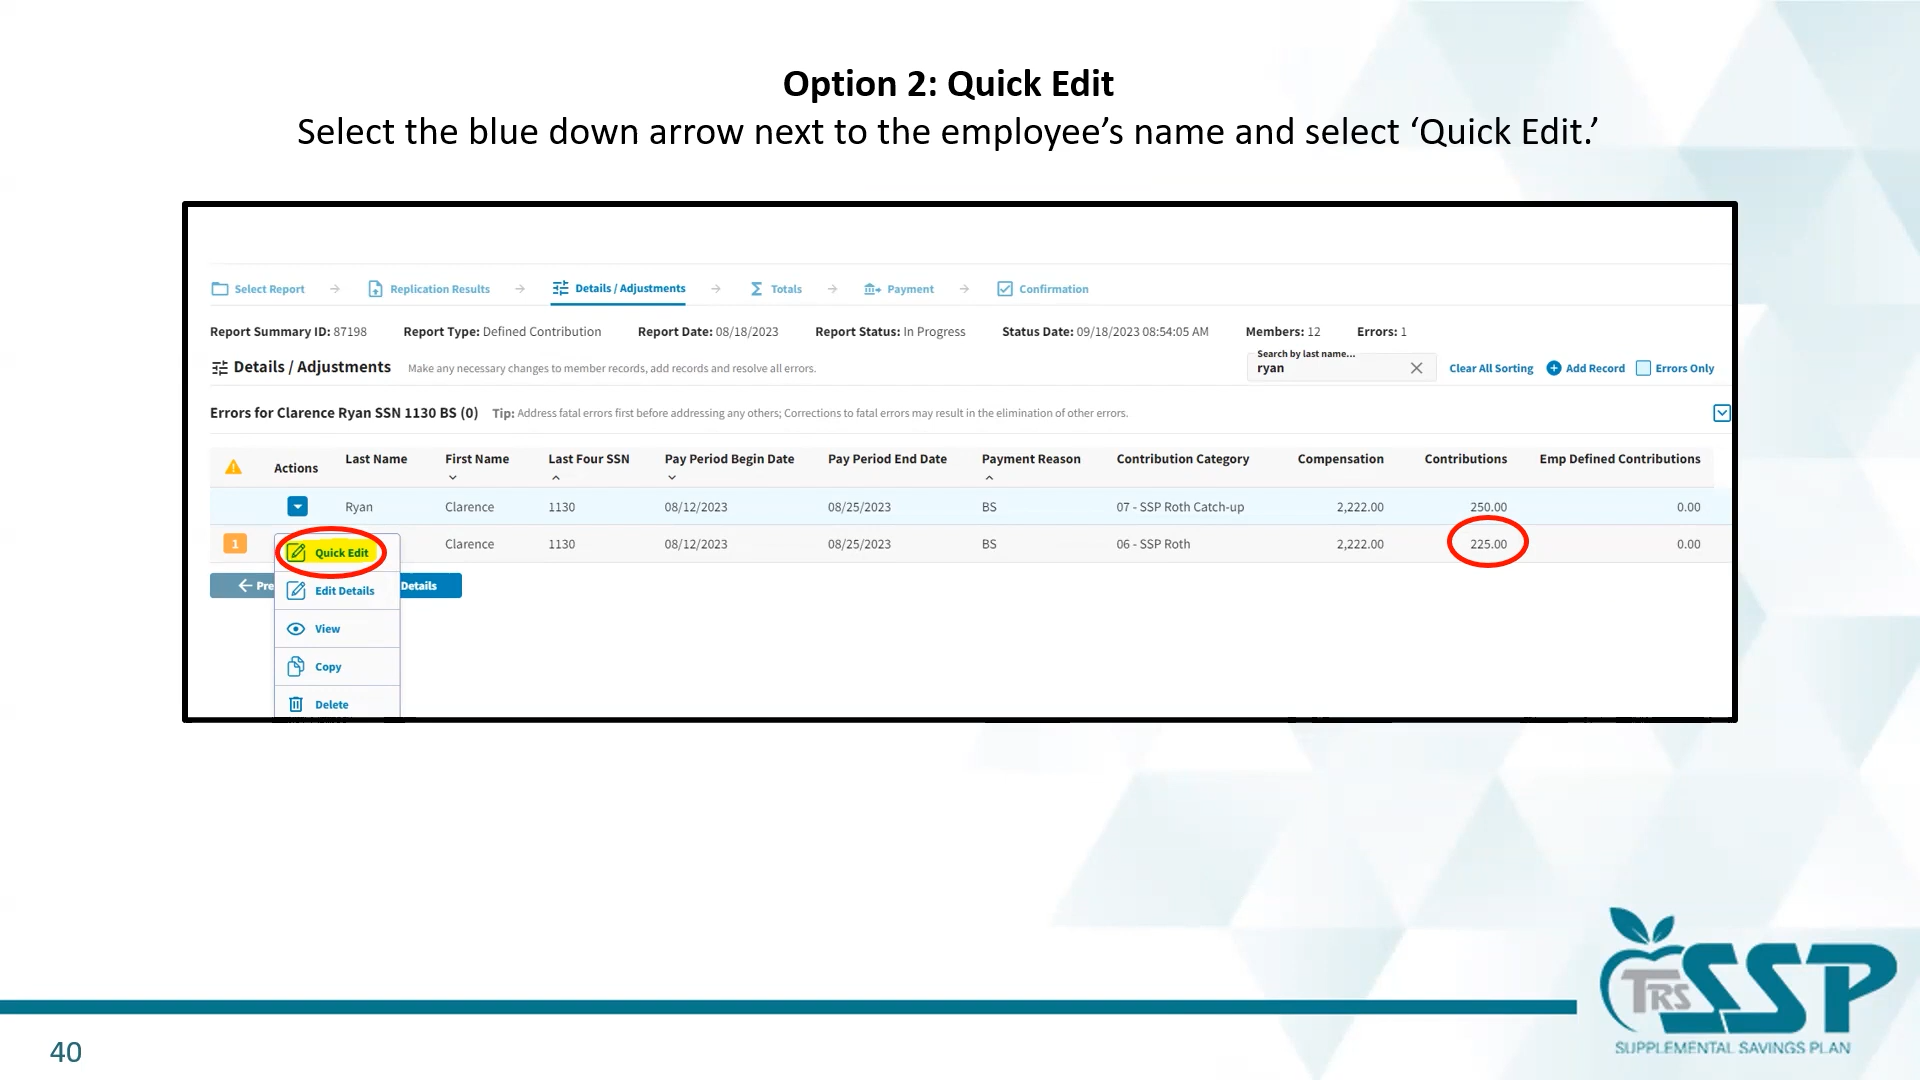 Option 2: Quick Edit
Select the blue down arrow next to the employee’s name and select ‘Quick Edit.’
Select Report Replication Results Details / Adjustments Totals Payment Confirmation
Report Summary ID: 87198 Report Type: Defined Contribution Report Date: 08/18/2023 Report Status: In Progress Status Date: 09/18/2023 08:54:05 AM Members: 12 Errors: 1
Search by last name...
Details / Adjustments Make any necessary changes to member records, add records and resolve all errors. ryan Clear All Sorting Add Record Errors Only
Errors for Clarence Ryan SSN 1130 BS (0) Tip: Address fatal errors first before addressing any others; Corrections to fatal errors may result in the elimination of other errors.
Actions Last Name First Name Last Four SSN Pay Period Begin Date Pay Period End Date Payment Reason Contribution Category Compensation Contributions Emp Defined Contributions
Ryan Clarence 1130 08/12/2023 08/25/2023 BS 07 - SSP Roth Catch-up 2,222.00 250.00 0.00
1 Clarence 1130 08/12/2023 08/25/2023 BS 06 - SSP Roth 2,222.00 225.00 0.00
Quick Edit
Pre Details
Edit Details
View
Copy
Delete
TRS SSP
SUPPLEMENTAL SAVINGS PLAN
40